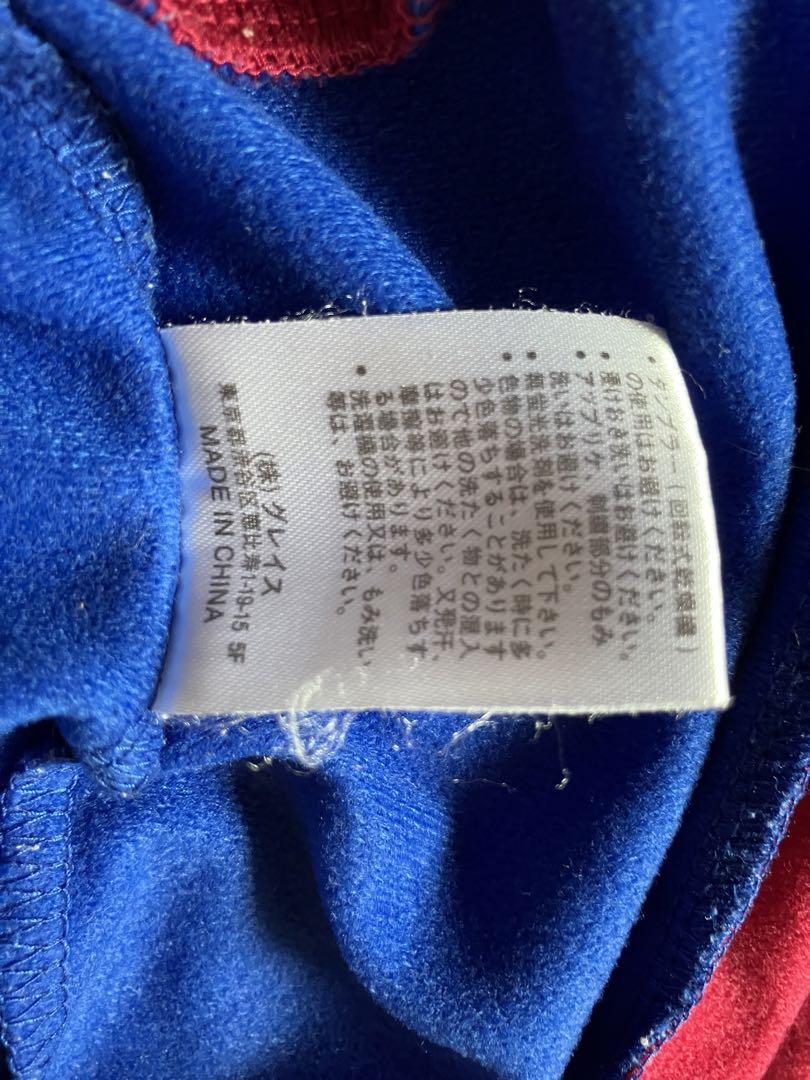 ・タンブラー(回転式乾燥機)
の使用はお避けください。
・漬けおき洗いはお避けください。
・アップリケ、刺繍部分のもみ
洗いはお避けください。
・無蛍光洗剤を使用して下さい。
・色物の場合は、洗たく時に多
少色落ちすることがあります
ので他の洗たく物との混入
はお避けください。又発汗、
摩擦等により多少色落ちす
る場合があります。
・洗濯機の使用又は、もみ洗い
等は、お避けください。
(株)グレイス
東京都渋谷区恵比寿1-19-15 5F
MADE IN CHINA